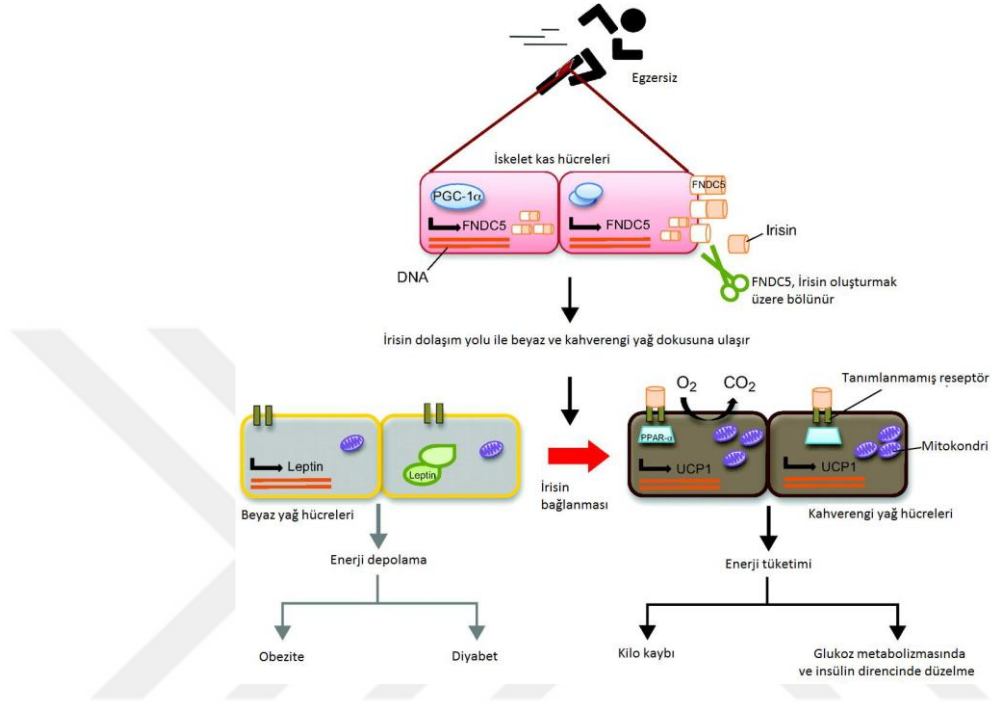 Egzersiz
İskelet kas hücreleri
PGC-1α
FNDC5
FNDC5
FNDC5
İrisin
DNA
FNDC5, İrisin oluşturmak
üzere bölünür
İrisin dolaşım yolu ile beyaz ve kahverengi yağ dokusuna ulaşır
O2
CO2
Tanımlanmamış reseptör
PPAR-α
Mitokondri
Leptin
Leptin
UCP1
UCP1
İrisin
bağlanması
Beyaz yağ hücreleri
Kahverengi yağ hücreleri
Enerji depolama
Enerji tüketimi
Obezite
Diyabet
Kilo kaybı
Glukoz metabolizmasında
ve insülin direncinde düzelme